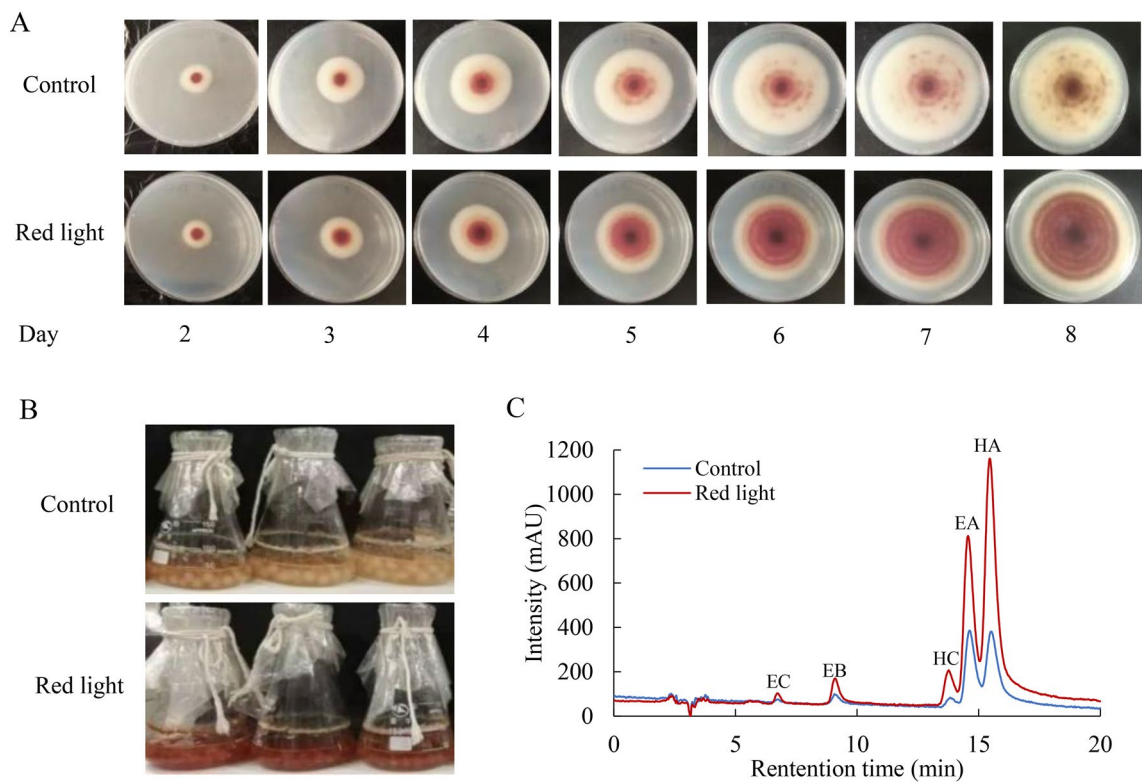 A
Control
Red light
Day 2 3 4 5 6 7 8
B
Control
Red light
C
Control
Red light
Intensity (mAU)
1200
1000
800
600
400
200
0
EC
EB
HC
EA
HA
0 5 10 15 20
Rentention time (min)